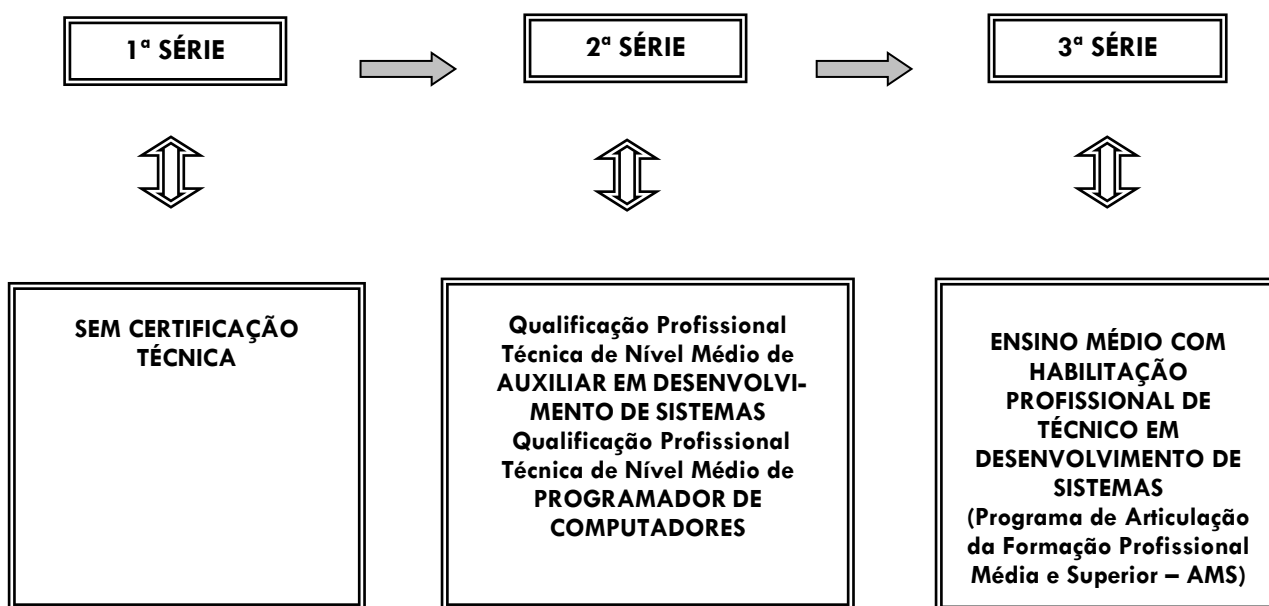 1ª SÉRIE
2ª SÉRIE
3ª SÉRIE
SEM CERTIFICAÇÃO
TÉCNICA
Qualificação Profissional
Técnica de Nível Médio de
AUXILIAR EM DESENVOLVI-
MENTO DE SISTEMAS
Qualificação Profissional
Técnica de Nível Médio de
PROGRAMADOR DE
COMPUTADORES
ENSINO MÉDIO COM
HABILITAÇÃO
PROFISSIONAL DE
TÉCNICO EM
DESENVOLVIMENTO DE
SISTEMAS
(Programa de Articulação
da Formação Profissional
Média e Superior – AMS)